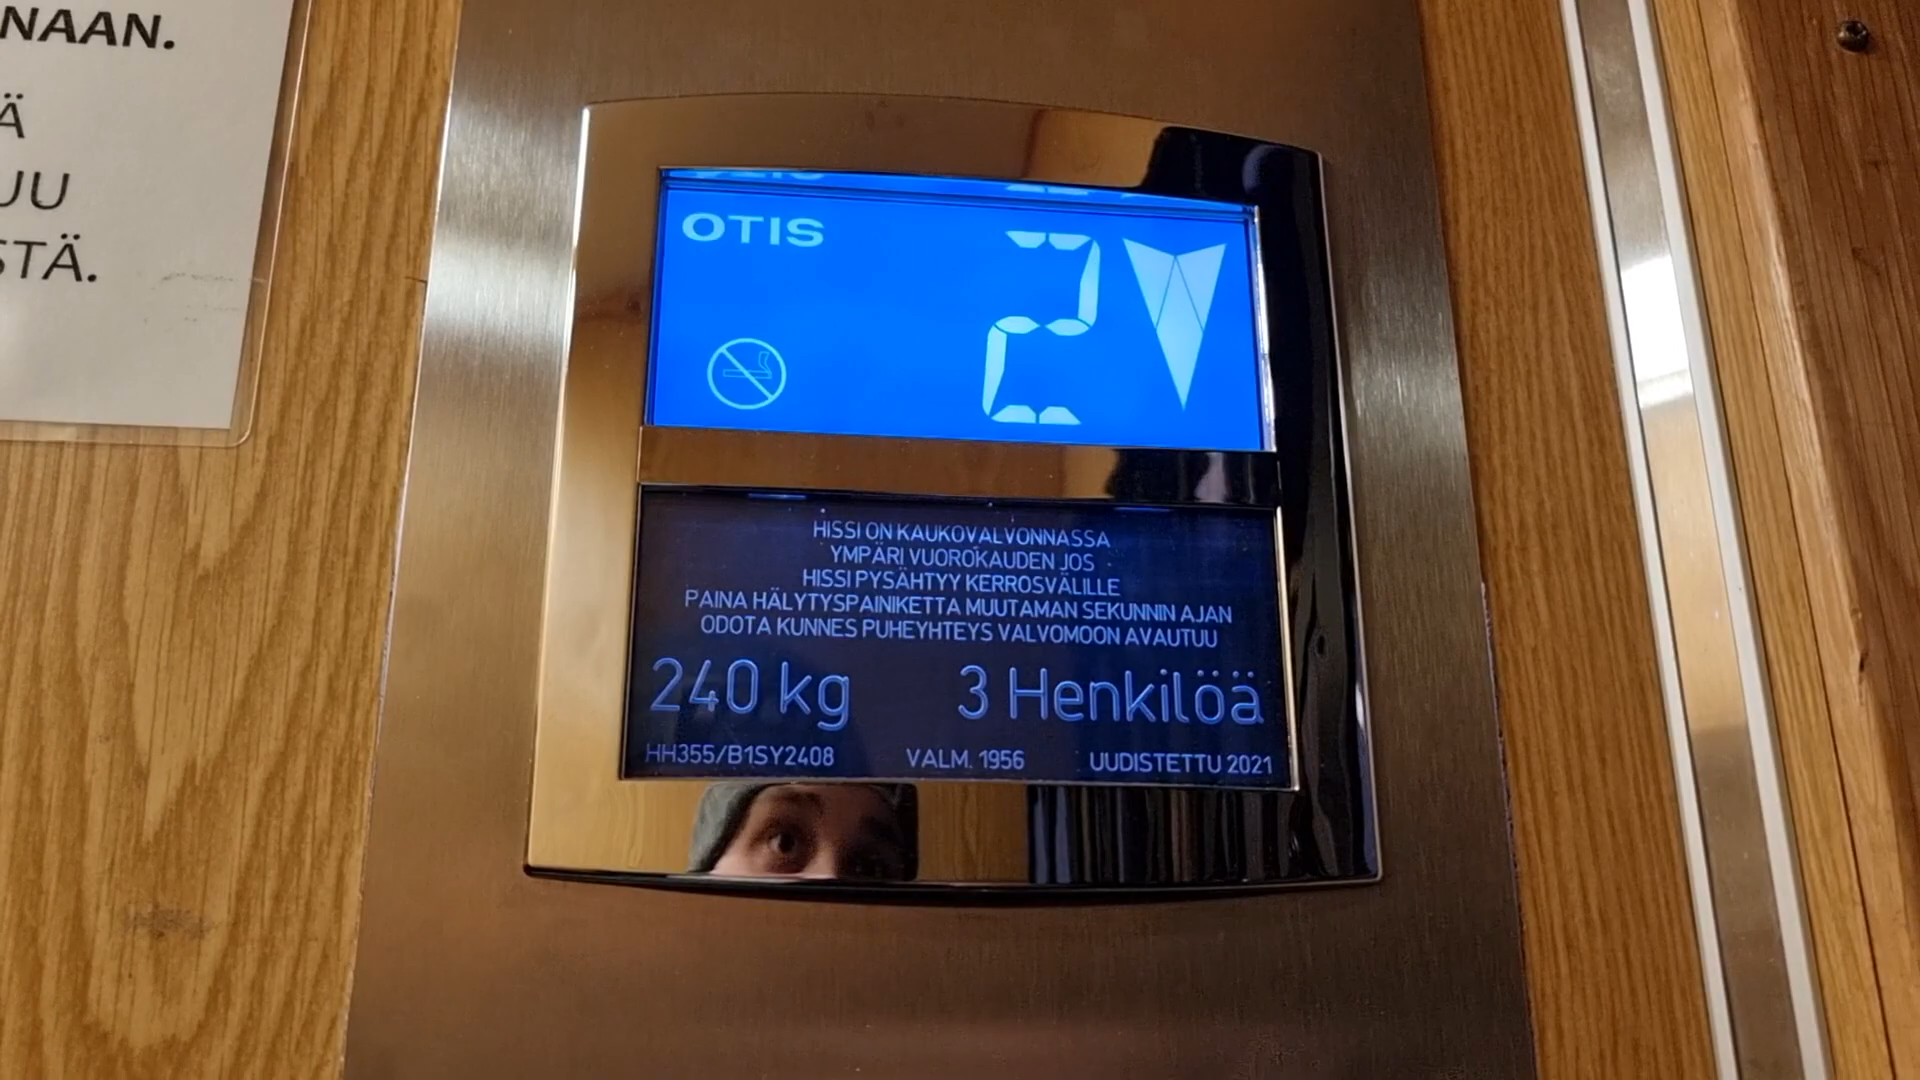 NAAN.
Ä
UU
STÄ.
OTIS
2
HISSI ON KAUKOVALVONNASSA
YMPÄRI VUOROKAUDEN JOS
HISSI PYSÄHTYY KERROSVÄLILLE
PAINA HÄLYTYSPAINIKETTA MUUTAMAN SEKUNNIN AJAN
ODOTA KUNNES PUHEYHTEYS VALVOMOON AVAUTUU
240 kg 3 Henkilöä
HH355/B1SY2408 VALM. 1956 UUDISTETTU 2021